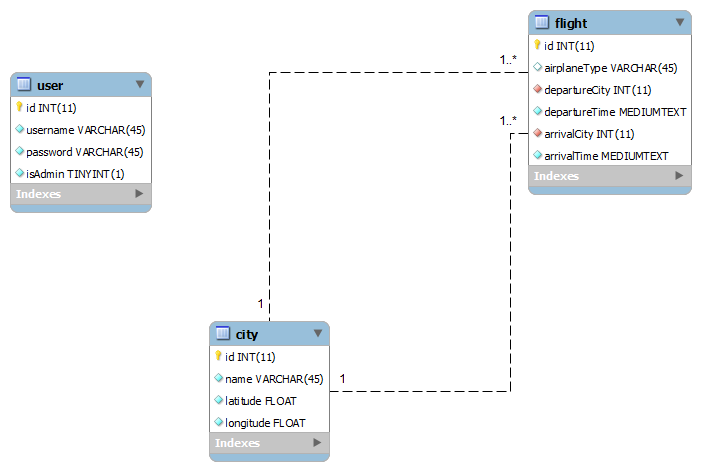 user
id INT(11)
username VARCHAR(45)
password VARCHAR(45)
isAdmin TINYINT(1)
Indexes
flight
id INT(11)
airplaneType VARCHAR(45)
departureCity INT(11)
departureTime MEDIUMTEXT
arrivalCity INT(11)
arrivalTime MEDIUMTEXT
Indexes
1..*
1..*
1
1
city
id INT(11)
name VARCHAR(45)
latitude FLOAT
longitude FLOAT
Indexes